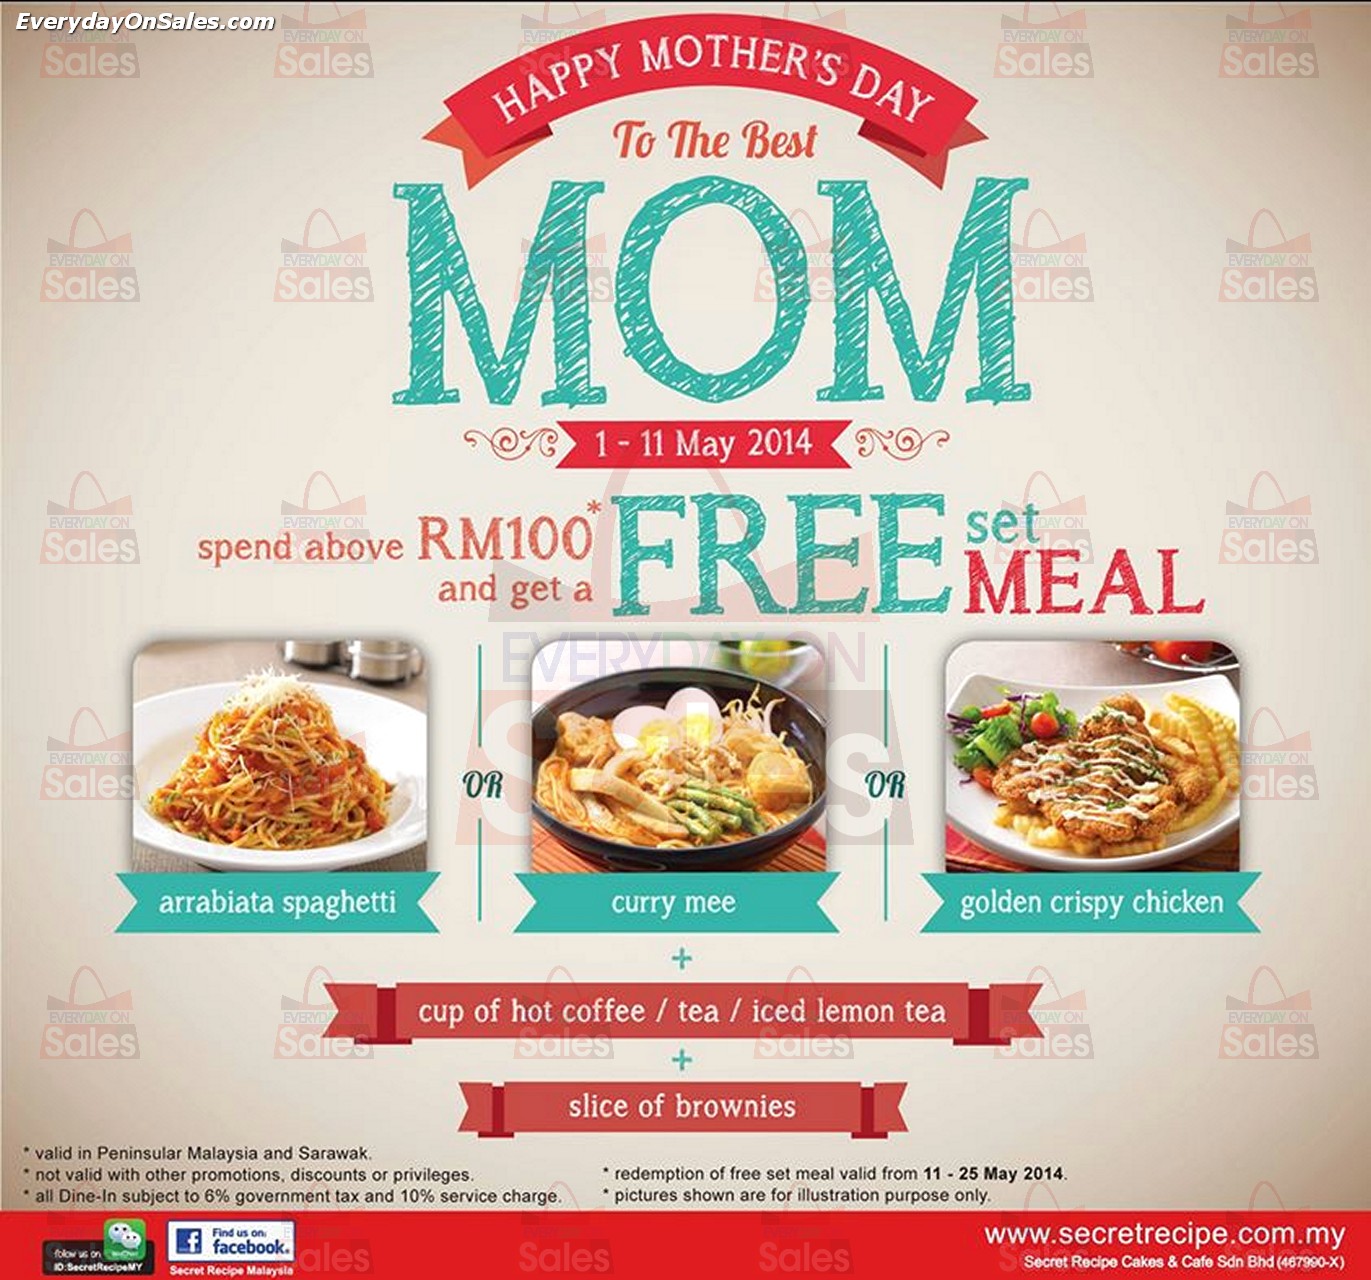 EverydayOnSales.com
HAPPY MOTHER'S DAY
To The Best
MOM
1 - 11 May 2014
spend above RM100*
and get a
FREE
set
MEAL
OR
OR
arrabiata spaghetti
curry mee
golden crispy chicken
+
cup of hot coffee / tea / iced lemon tea
+
slice of brownies
* valid in Peninsular Malaysia and Sarawak.
* not valid with other promotions, discounts or privileges.
* all Dine-In subject to 6% government tax and 10% service charge.
* redemption of free set meal valid from 11 - 25 May 2014.
* pictures shown are for illustration purpose only.
follow us on WeChat
ID:SecretRecipeMY
Find us on:
facebook.
Secret Recipe Malaysia
www.secretrecipe.com.my
Secret Recipe Cakes & Cafe Sdn Bhd (467990-X)
EVERYDAY ON
Sales